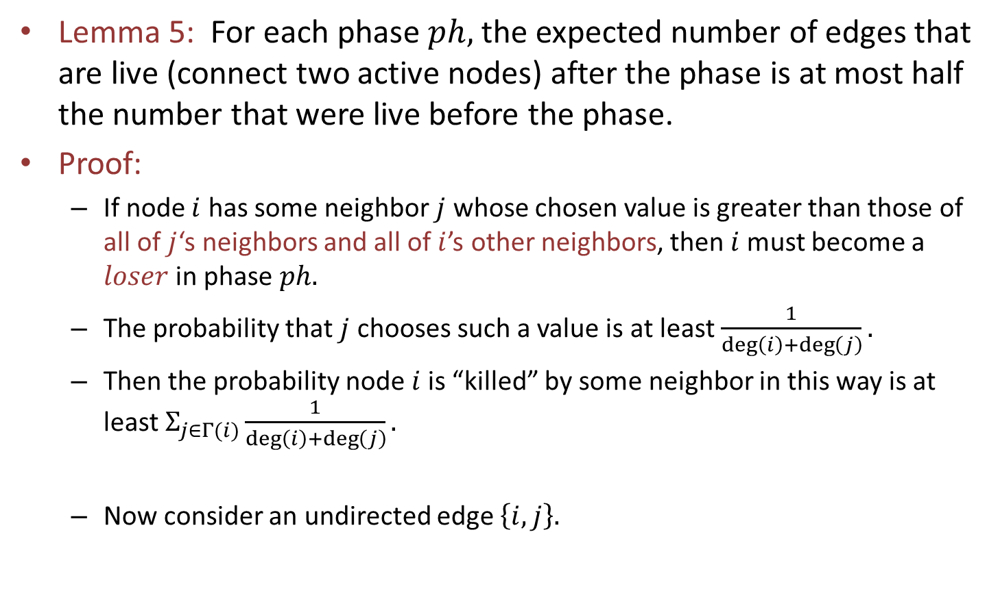 • Lemma 5: For each phase 𝑝ℎ, the expected number of edges that
are live (connect two active nodes) after the phase is at most half
the number that were live before the phase.
• Proof:
– If node 𝑖 has some neighbor 𝑗 whose chosen value is greater than those of
all of 𝑗‘s neighbors and all of 𝑖’s other neighbors, then 𝑖 must become a
𝑙𝑜𝑠𝑒𝑟 in phase 𝑝ℎ.
– The probability that 𝑗 chooses such a value is at least 1/(deg(𝑖)+deg(𝑗)).
– Then the probability node 𝑖 is “killed” by some neighbor in this way is at
least Σ_{𝑗∈Γ(𝑖)} 1/(deg(𝑖)+deg(𝑗)).
– Now consider an undirected edge {𝑖, 𝑗}.